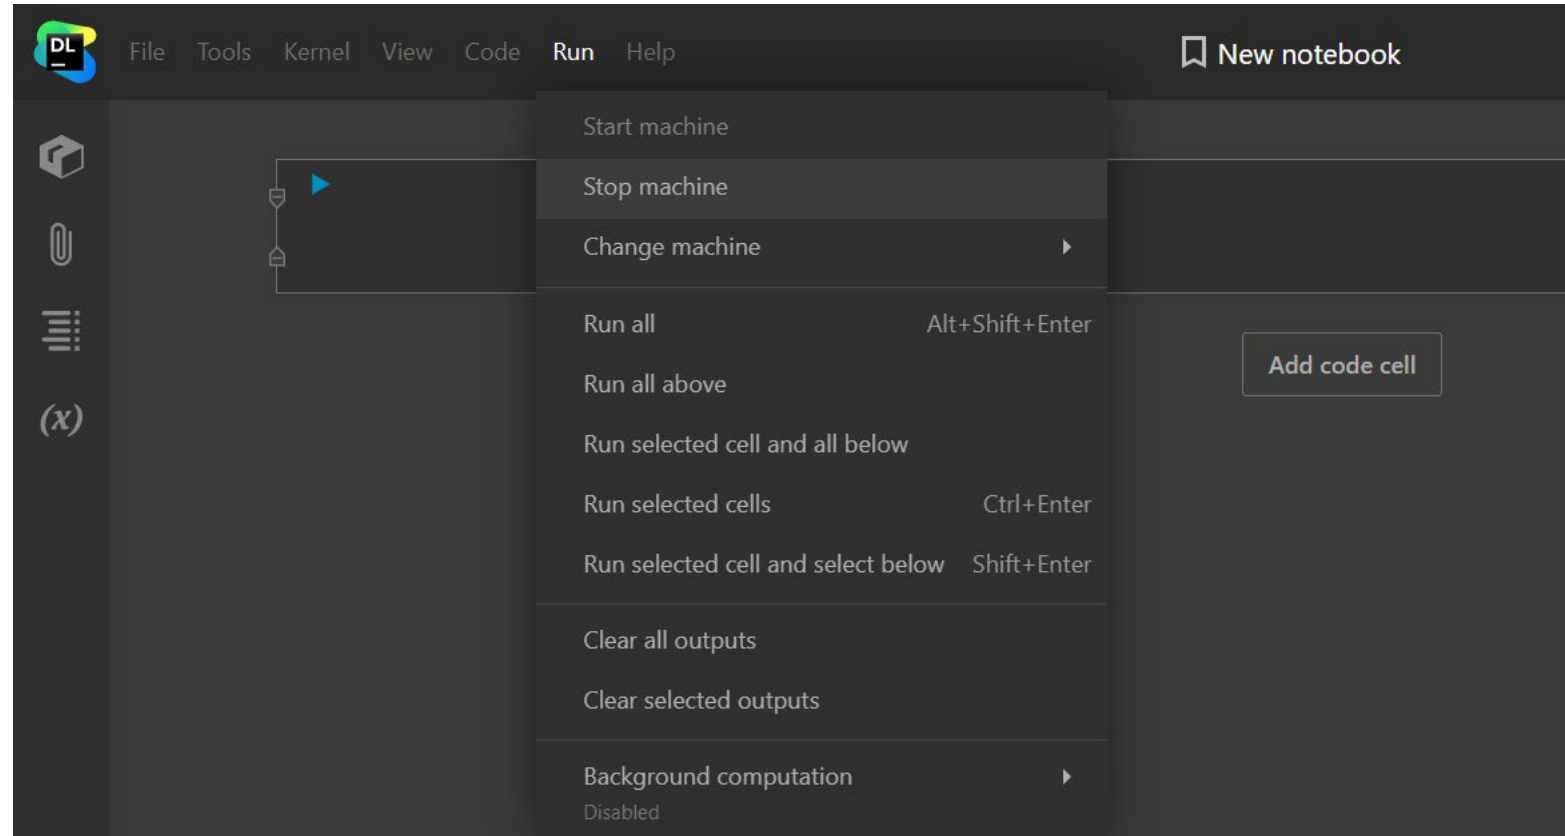 DL
File Tools Kernel View Code Run Help
New notebook
Start machine
Stop machine
Change machine
Run all Alt+Shift+Enter
Run all above
Run selected cell and all below
Run selected cells Ctrl+Enter
Run selected cell and select below Shift+Enter
Clear all outputs
Clear selected outputs
Background computation
Disabled
Add code cell
(x)